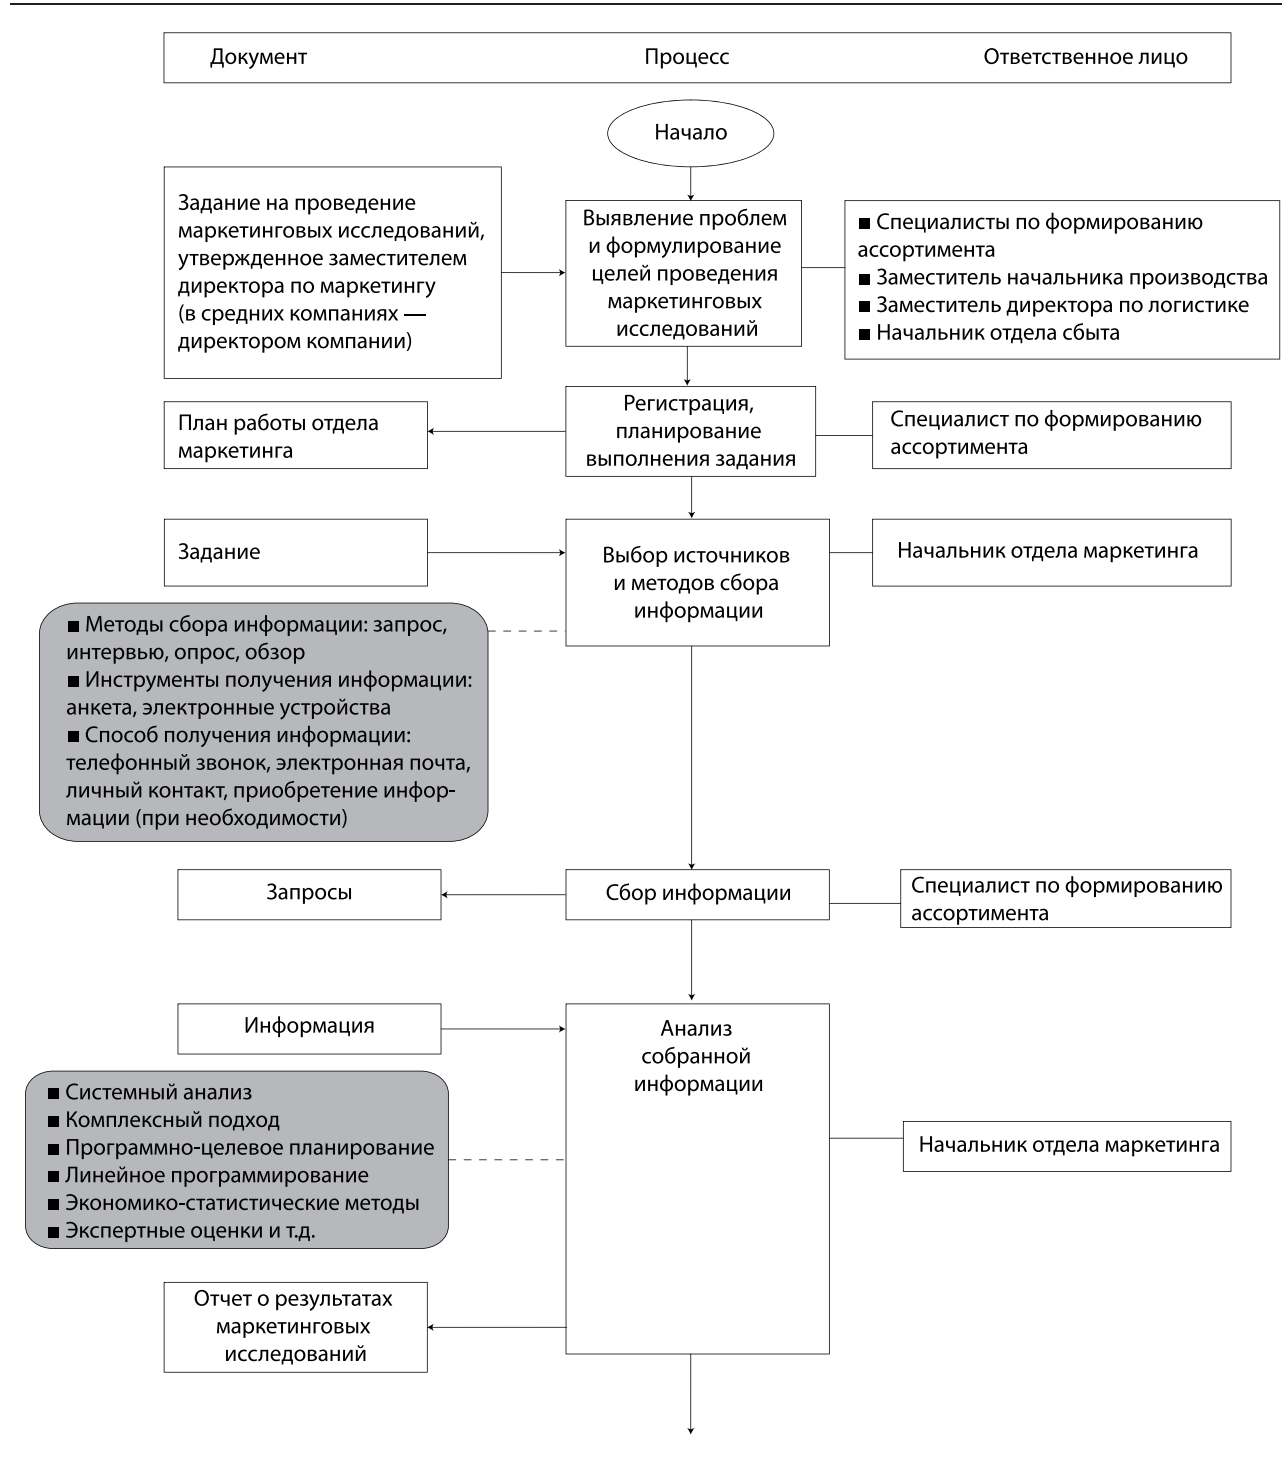 Документ Процесс Ответственное лицо
Начало
Задание на проведение
маркетинговых исследований,
утвержденное заместителем
директора по маркетингу
(в средних компаниях —
директором компании)
Выявление проблем
и формулирование
целей проведения
маркетинговых
исследований
■ Специалисты по формированию
ассортимента
■ Заместитель начальника производства
■ Заместитель директора по логистике
■ Начальник отдела сбыта
План работы отдела
маркетинга
Регистрация,
планирование
выполнения задания
Специалист по формированию
ассортимента
Задание
Выбор источников
и методов сбора
информации
Начальник отдела маркетинга
■ Методы сбора информации: запрос,
интервью, опрос, обзор
■ Инструменты получения информации:
анкета, электронные устройства
■ Способ получения информации:
телефонный звонок, электронная почта,
личный контакт, приобретение инфор-
мации (при необходимости)
Запросы
Сбор информации
Специалист по формированию
ассортимента
Информация
Анализ
собранной
информации
■ Системный анализ
■ Комплексный подход
■ Программно-целевое планирование
■ Линейное программирование
■ Экономико-статистические методы
■ Экспертные оценки и т.д.
Начальник отдела маркетинга
Отчет о результатах
маркетинговых
исследований